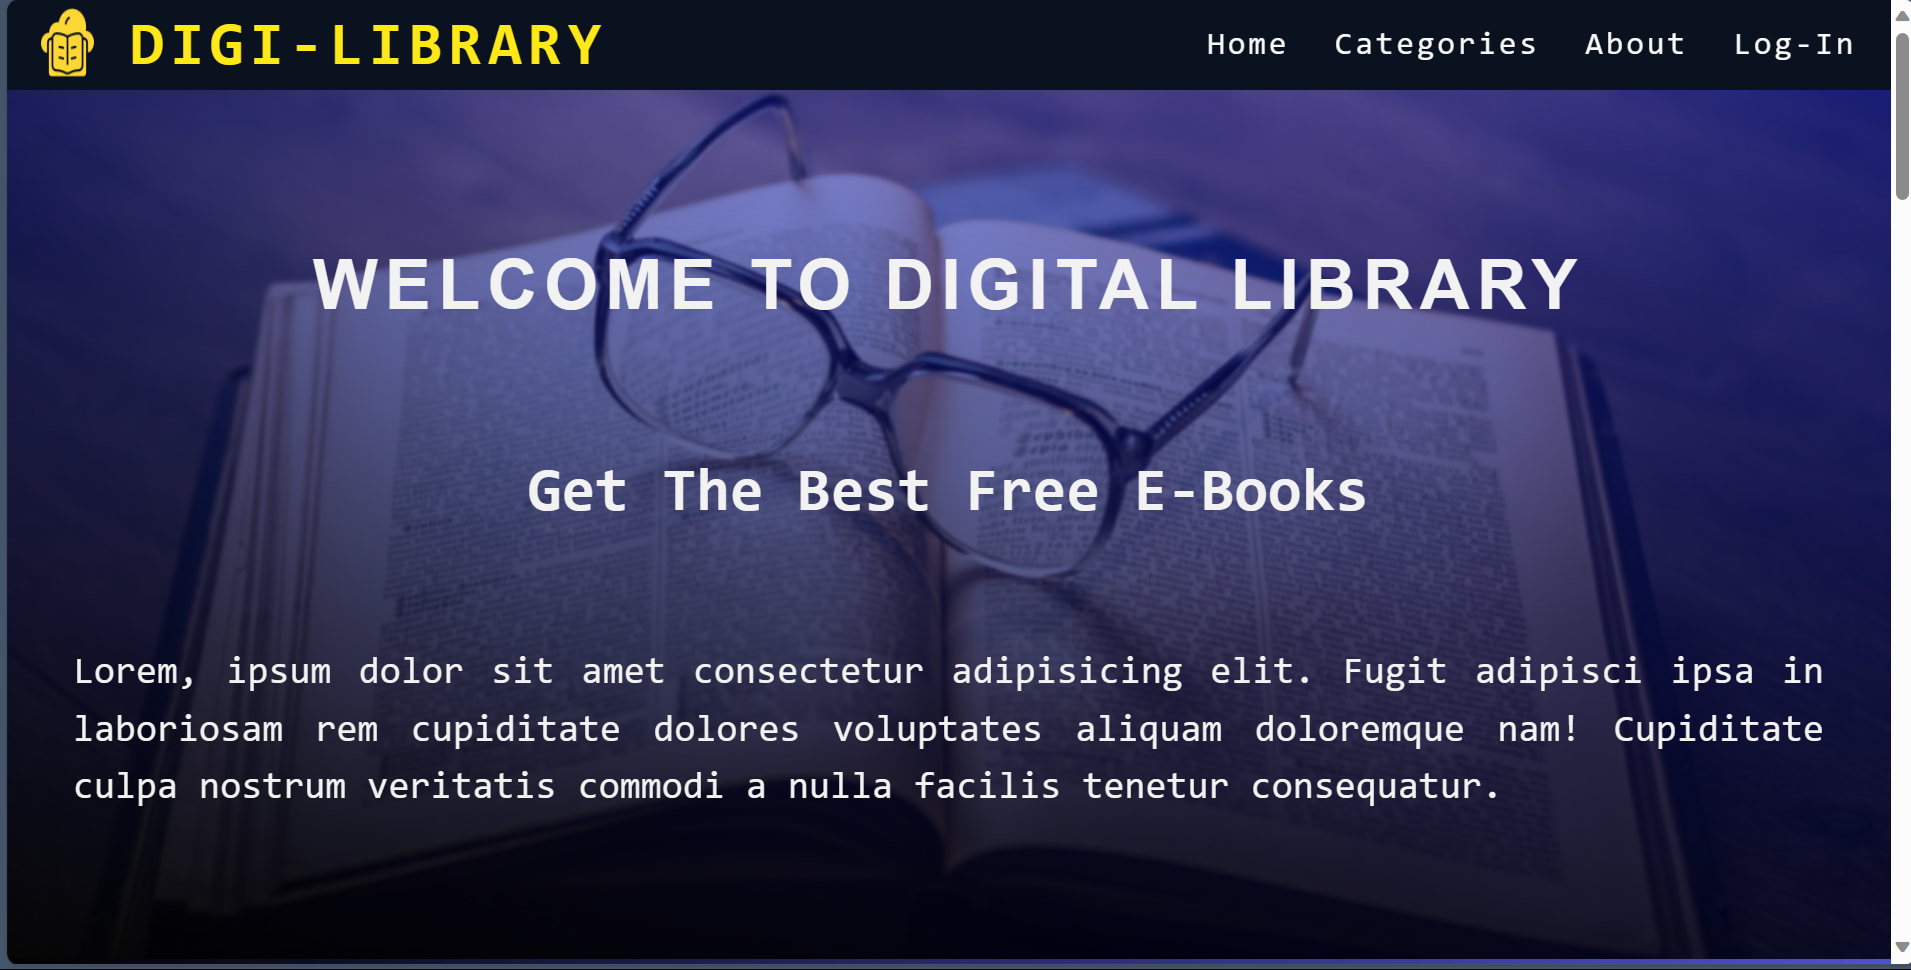 DIGI-LIBRARY
Home Categories About Log-In
WELCOME TO DIGITAL LIBRARY
Get The Best Free E-Books
Lorem, ipsum dolor sit amet consectetur adipisicing elit. Fugit adipisci ipsa in
laboriosam rem cupiditate dolores voluptates aliquam doloremque nam! Cupiditate
culpa nostrum veritatis commodi a nulla facilis tenetur consequatur.